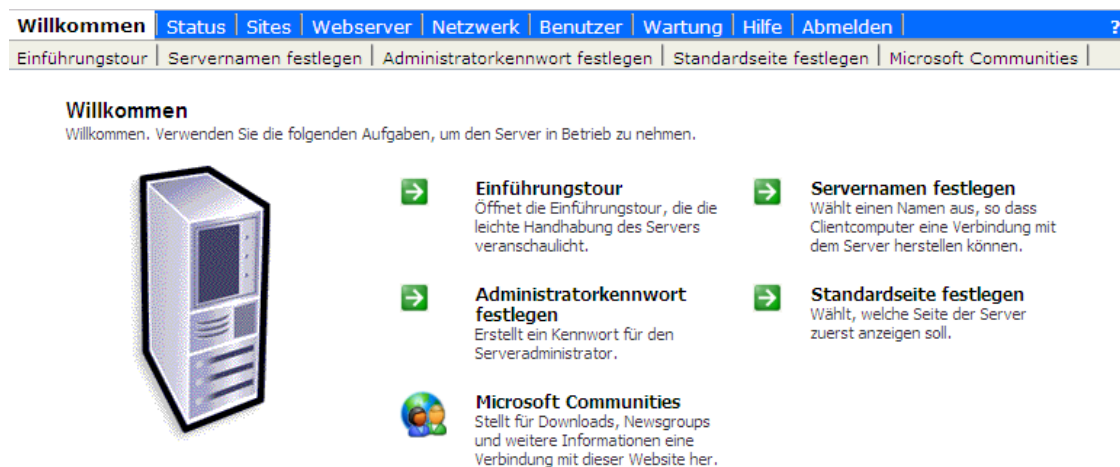 Willkommen Status Sites Webserver Netzwerk Benutzer Wartung Hilfe Abmelden ?
Einführungstour Servernamen festlegen Administratorkennwort festlegen Standardseite festlegen Microsoft Communities
Willkommen
Willkommen. Verwenden Sie die folgenden Aufgaben, um den Server in Betrieb zu nehmen.
Einführungstour
Öffnet die Einführungstour, die die
leichte Handhabung des Servers
veranschaulicht.
Servernamen festlegen
Wählt einen Namen aus, so dass
Clientcomputer eine Verbindung mit
dem Server herstellen können.
Administratorkennwort
festlegen
Erstellt ein Kennwort für den
Serveradministrator.
Standardseite festlegen
Wählt, welche Seite der Server
zuerst anzeigen soll.
Microsoft Communities
Stellt für Downloads, Newsgroups
und weitere Informationen eine
Verbindung mit dieser Website her.